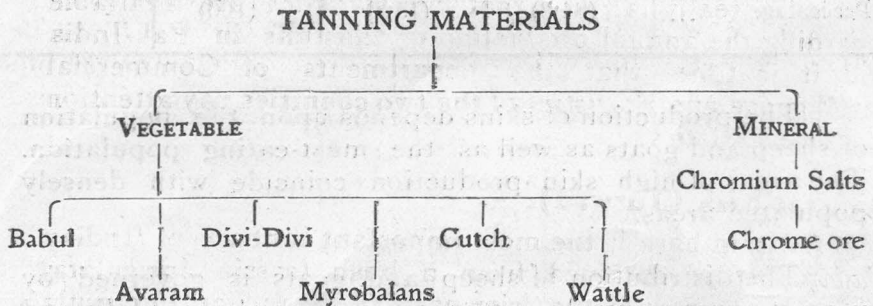 TANNING MATERIALS
VEGETABLE MINERAL
Chromium Salts
Babul Divi-Divi Cutch Chrome ore
Avaram Myrobalans Wattle